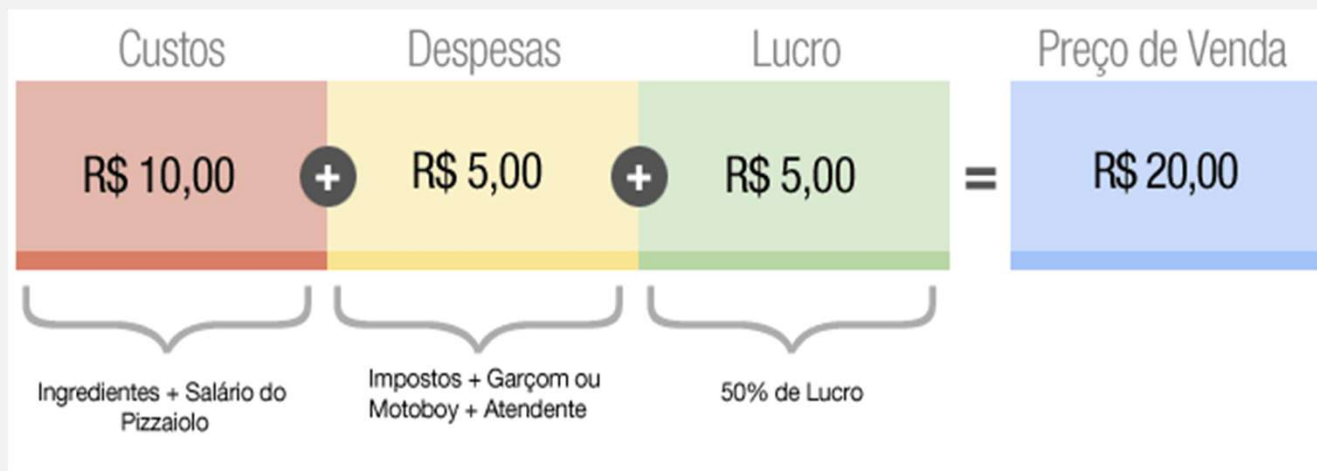 Custos
Despesas
Lucro
Preço de Venda
R$ 10,00
+
R$ 5,00
+
R$ 5,00
=
R$ 20,00
Ingredientes + Salário do
Pizzaiolo
Impostos + Garçom ou
Motoboy + Atendente
50% de Lucro